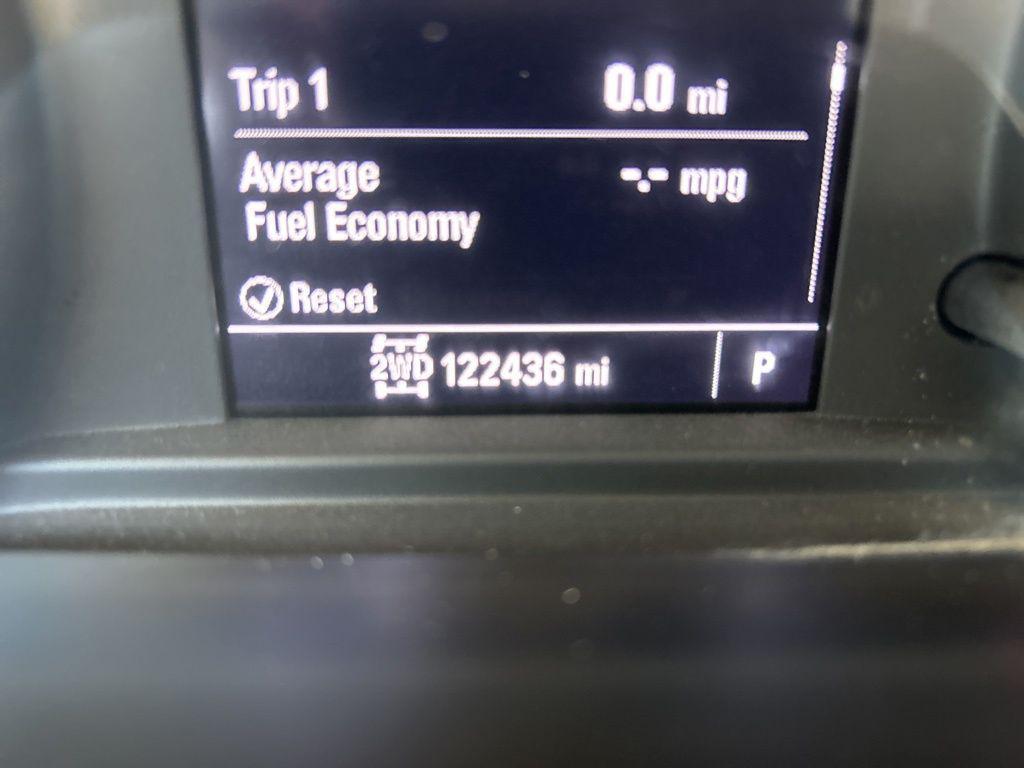 Trip 1 0.0 mi
Average -.- mpg
Fuel Economy
Reset
2WD 122436 mi P